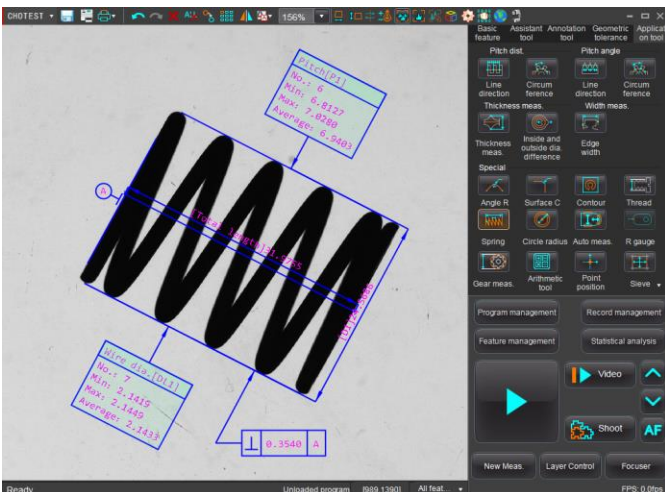 CHOTEST
156%
Basic feature
Assistant tool
Annotation tool
Geometric tolerance
Applicat on tool
Pitch dist.
Pitch angle
Line direction
Circum ference
Line direction
Circum ference
Thickness meas.
Width meas.
Thickness meas.
Inside and outside dia. difference
Edge width
Special
Angle R
Surface C
Contour
Thread
Spring
Circle radius
Auto meas.
R gauge
Gear meas.
Arithmetic tool
Point position
Sieve
Program management
Record management
Feature management
Statistical analysis
Video
Shoot
AF
New Meas.
Layer Control
Focuser
Pitch[P1]
No.: 6
Min: 6.8127
Max: 7.0280
Average: 6.9403
A
Wire dia.[DL1]
No.: 7
Min: 2.1419
Max: 2.1449
Average: 2.1433
0.3540 A
Ready
Unloaded program
[989,1390]
All feat...
FPS: 0.0fps